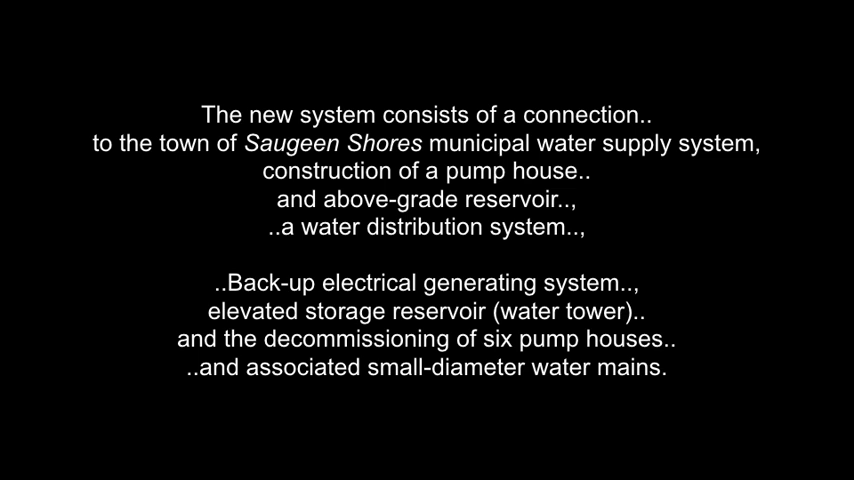 The new system consists of a connection..
to the town of Saugeen Shores municipal water supply system,
construction of a pump house..
and above-grade reservoir..,
..a water distribution system..,
..Back-up electrical generating system..,
elevated storage reservoir (water tower)..
and the decommissioning of six pump houses..
..and associated small-diameter water mains.